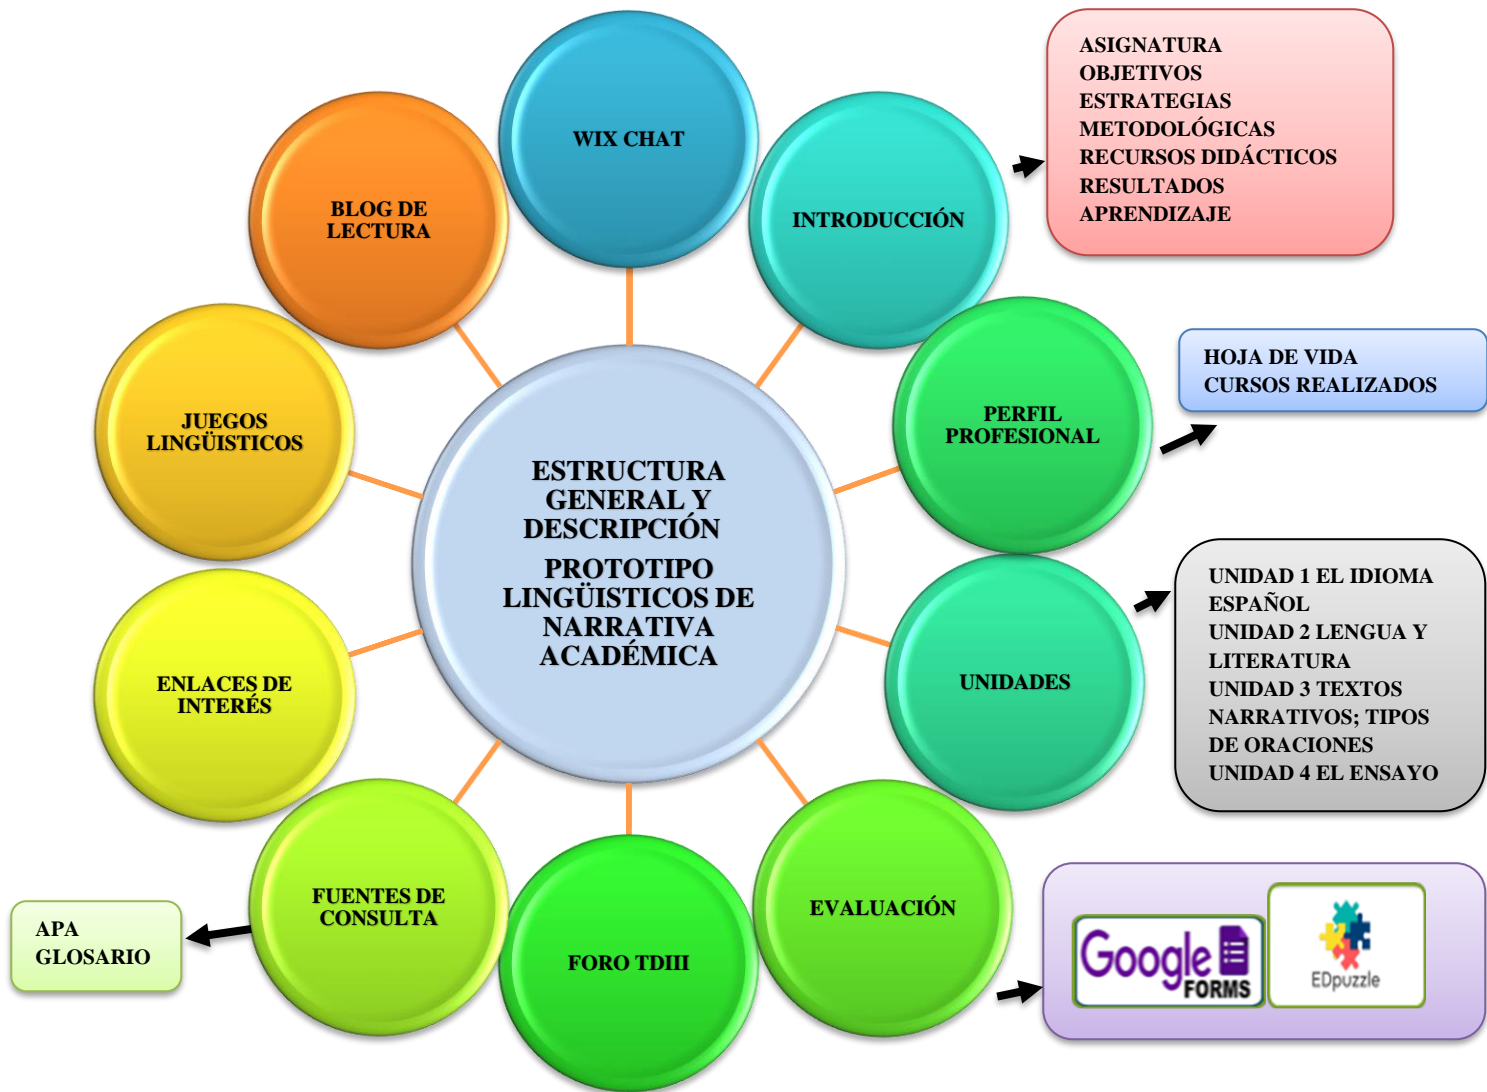 WIX CHAT
INTRODUCCIÓN
ASIGNATURA
OBJETIVOS
ESTRATEGIAS
METODOLÓGICAS
RECURSOS DIDÁCTICOS
RESULTADOS
APRENDIZAJE
PERFIL
PROFESIONAL
HOJA DE VIDA
CURSOS REALIZADOS
UNIDADES
UNIDAD 1 EL IDIOMA
ESPAÑOL
UNIDAD 2 LENGUA Y
LITERATURA
UNIDAD 3 TEXTOS
NARRATIVOS; TIPOS
DE ORACIONES
UNIDAD 4 EL ENSAYO
EVALUACIÓN
Google
FORMS
EDpuzzle
FORO TDIII
FUENTES DE
CONSULTA
APA
GLOSARIO
ENLACES DE
INTERÉS
JUEGOS
LINGÜISTICOS
BLOG DE
LECTURA
ESTRUCTURA
GENERAL Y
DESCRIPCIÓN
PROTOTIPO
LINGÜISTICOS DE
NARRATIVA
ACADÉMICA